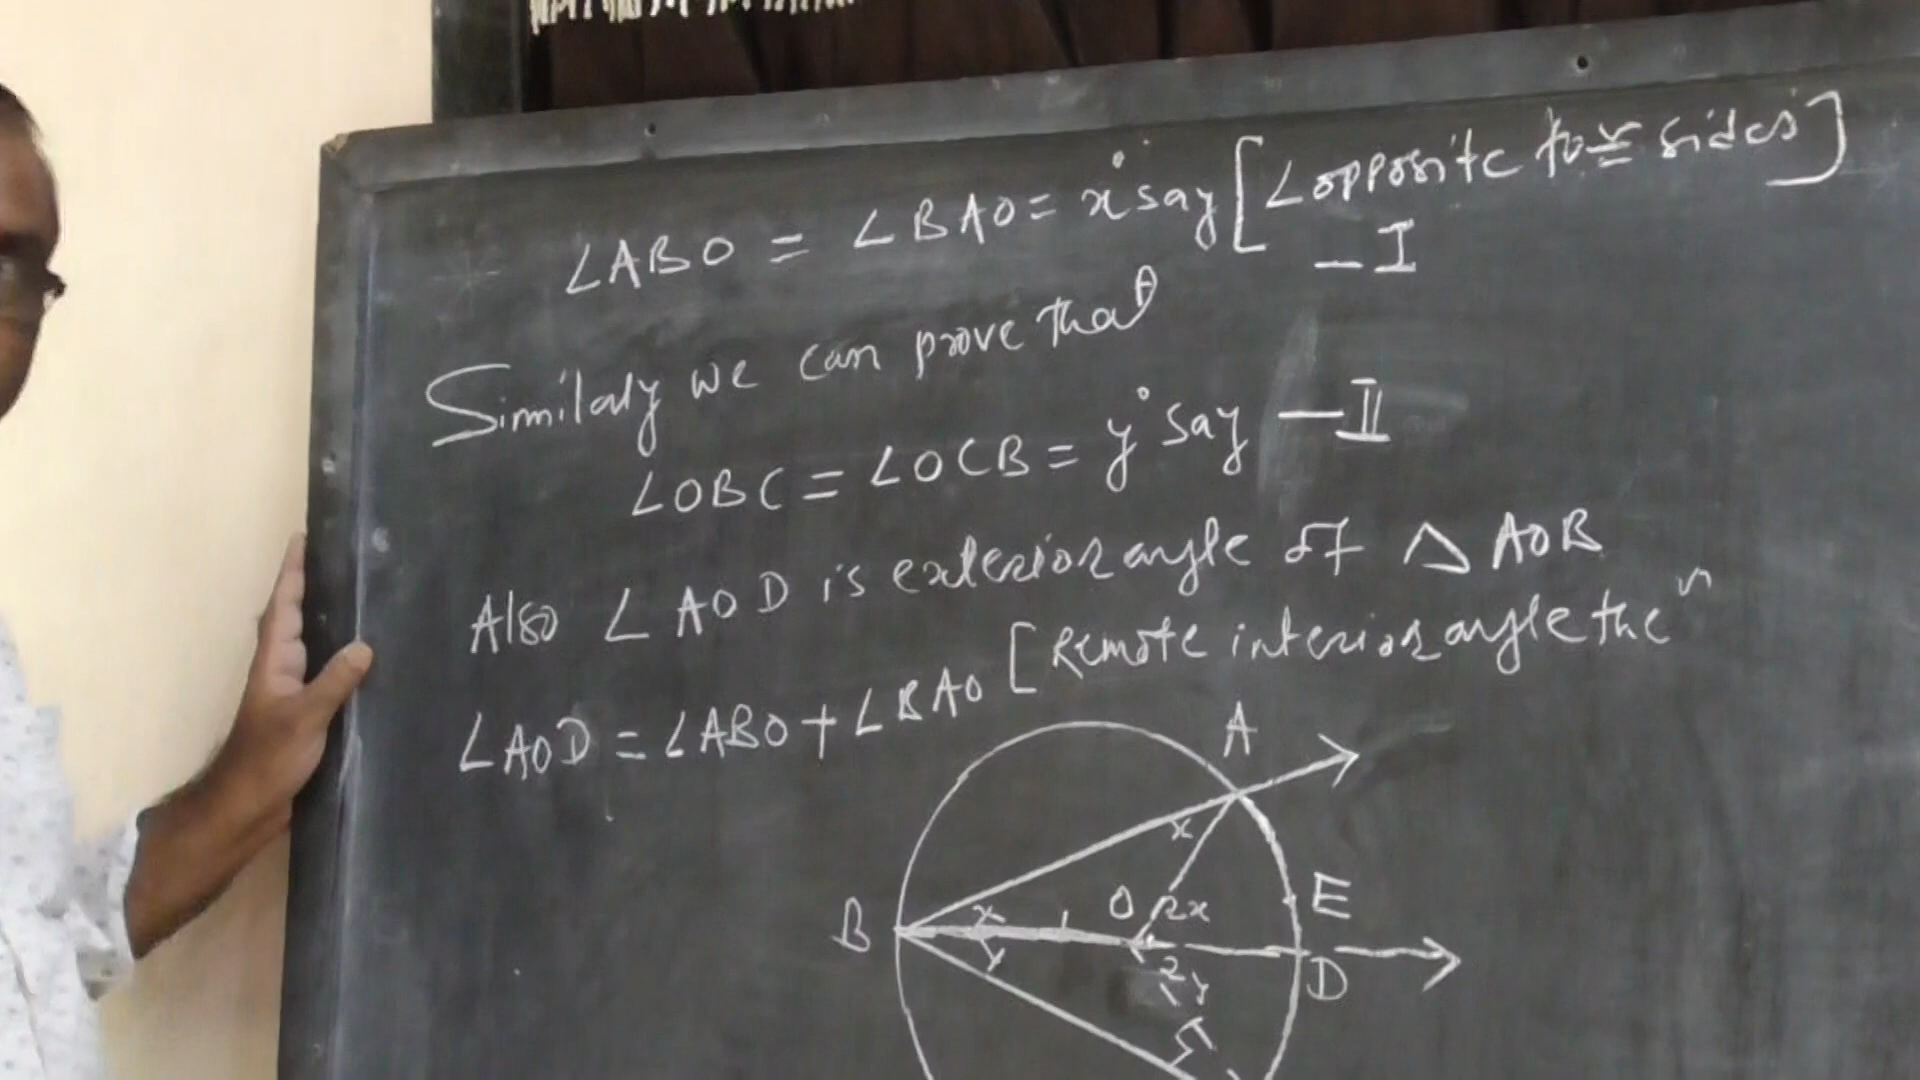 ∠ABO = ∠BAO = x° say [∠opposite to = sides]
— I
Similarly we can prove that
∠OBC = ∠OCB = y° say — II
Also ∠AOD is exterior angle of △AOB
∠AOD = ∠ABO + ∠BAO [Remote interior angle theⁿ
A
x
B
x
O
2x
E
y
2y
D
y